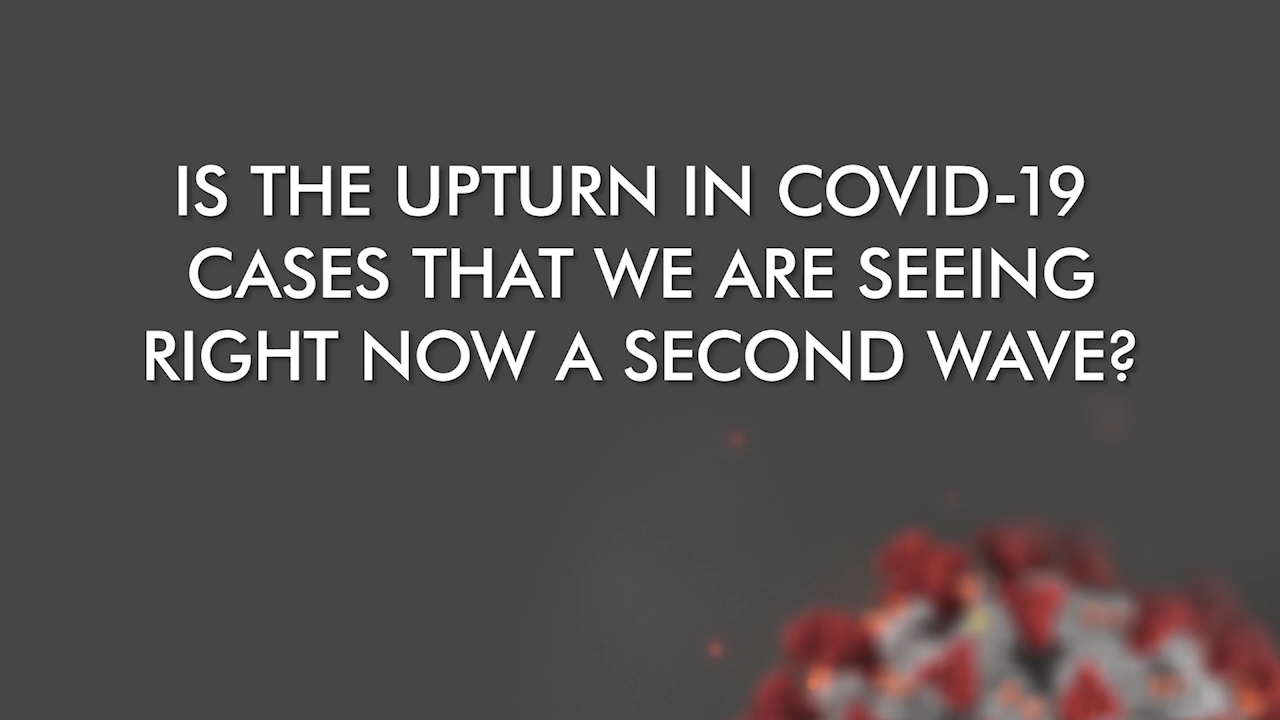 IS THE UPTURN IN COVID-19
CASES THAT WE ARE SEEING
RIGHT NOW A SECOND WAVE?